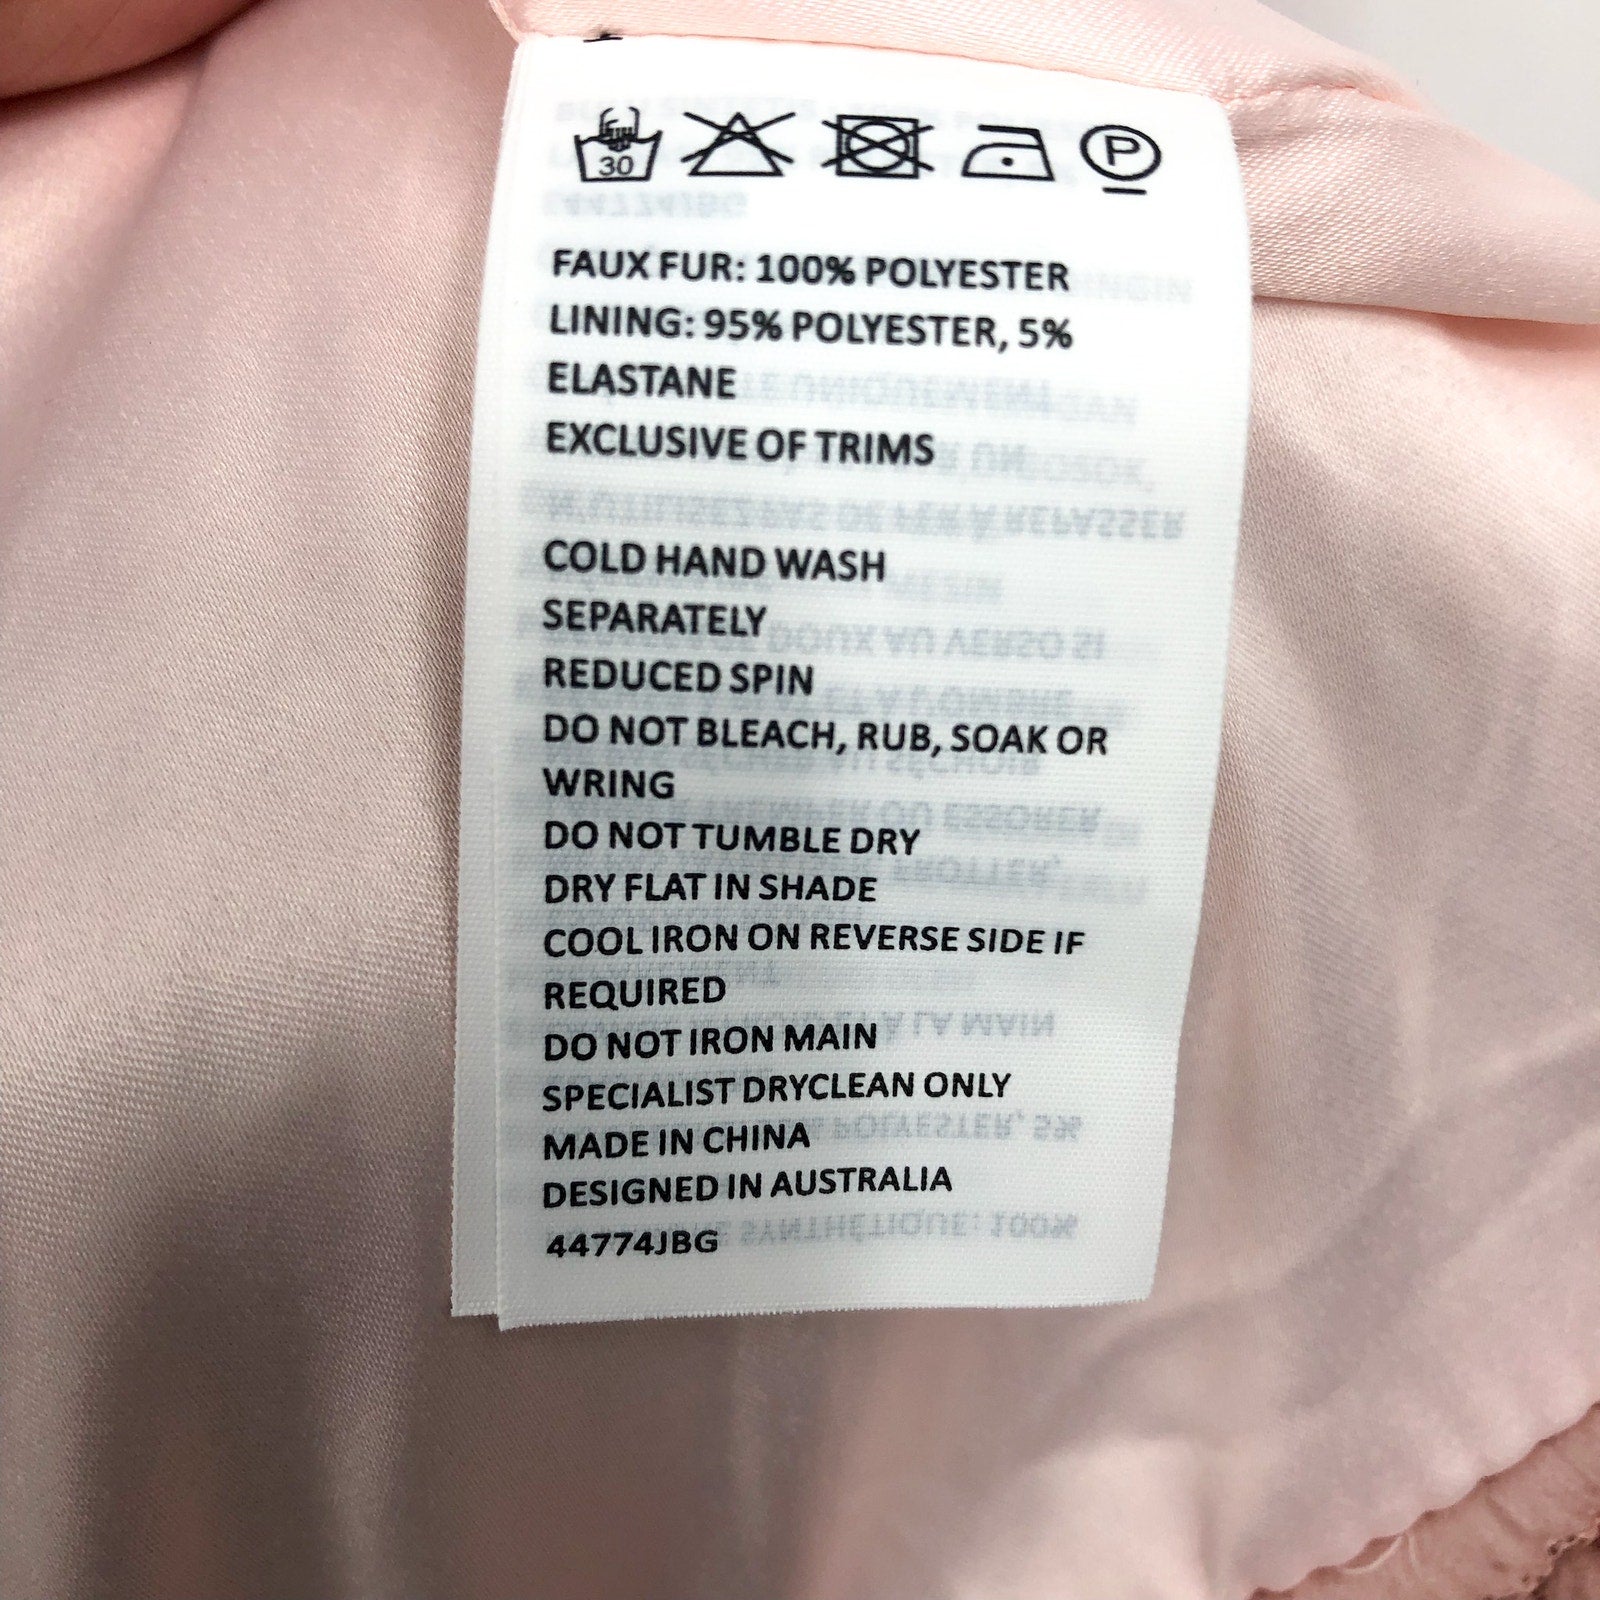 30
P
FAUX FUR: 100% POLYESTER
LINING: 95% POLYESTER, 5%
ELASTANE
EXCLUSIVE OF TRIMS
COLD HAND WASH
SEPARATELY
REDUCED SPIN
DO NOT BLEACH, RUB, SOAK OR
WRING
DO NOT TUMBLE DRY
DRY FLAT IN SHADE
COOL IRON ON REVERSE SIDE IF
REQUIRED
DO NOT IRON MAIN
SPECIALIST DRYCLEAN ONLY
MADE IN CHINA
DESIGNED IN AUSTRALIA
44774JBG